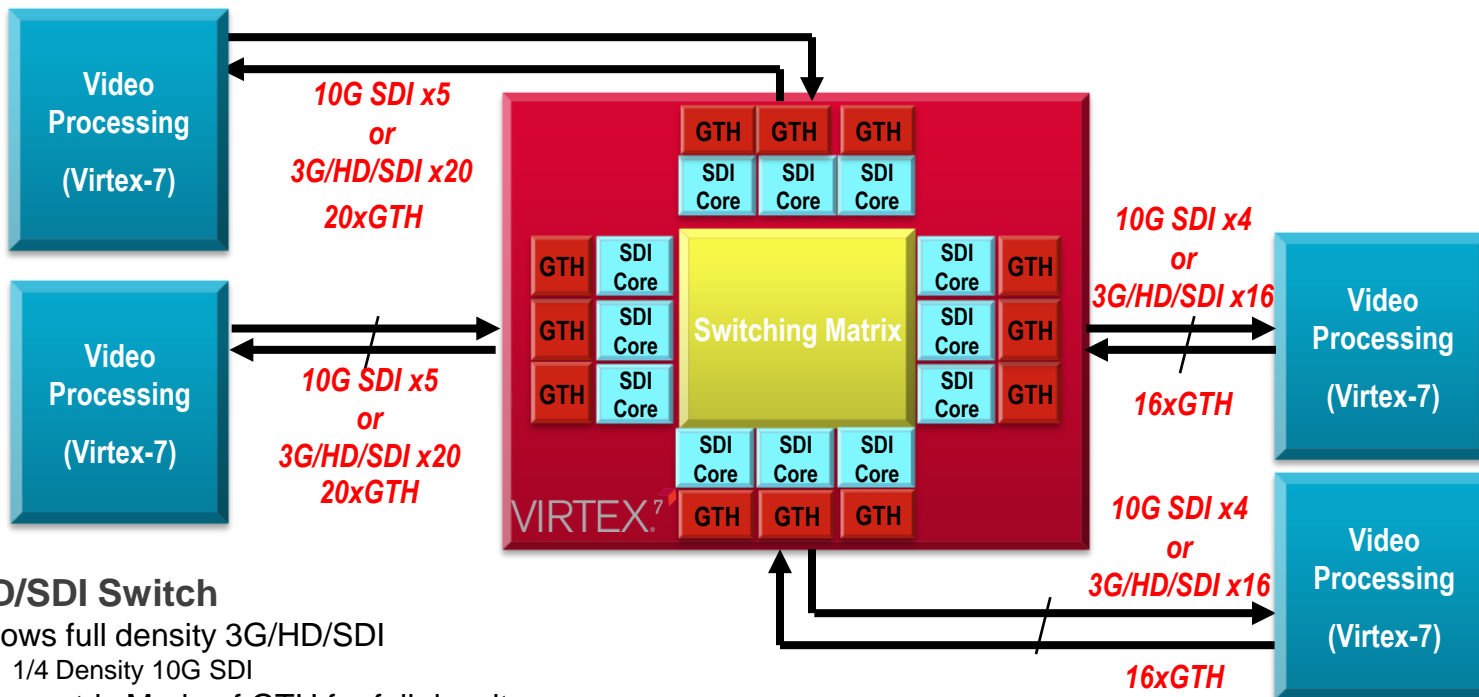 Video
Processing
(Virtex-7)
10G SDI x5
or
3G/HD/SDI x20
20xGTH
Video
Processing
(Virtex-7)
10G SDI x5
or
3G/HD/SDI x20
20xGTH
GTH GTH GTH
SDI Core SDI Core SDI Core
GTH SDI Core
GTH SDI Core
GTH SDI Core
Switching Matrix
SDI Core GTH
SDI Core GTH
SDI Core GTH
SDI Core SDI Core SDI Core
GTH GTH GTH
VIRTEX.7
10G SDI x4
or
3G/HD/SDI x16
16xGTH
Video
Processing
(Virtex-7)
10G SDI x4
or
3G/HD/SDI x16
16xGTH
Video
Processing
(Virtex-7)
D/SDI Switch
ows full density 3G/HD/SDI
1/4 Density 10G SDI